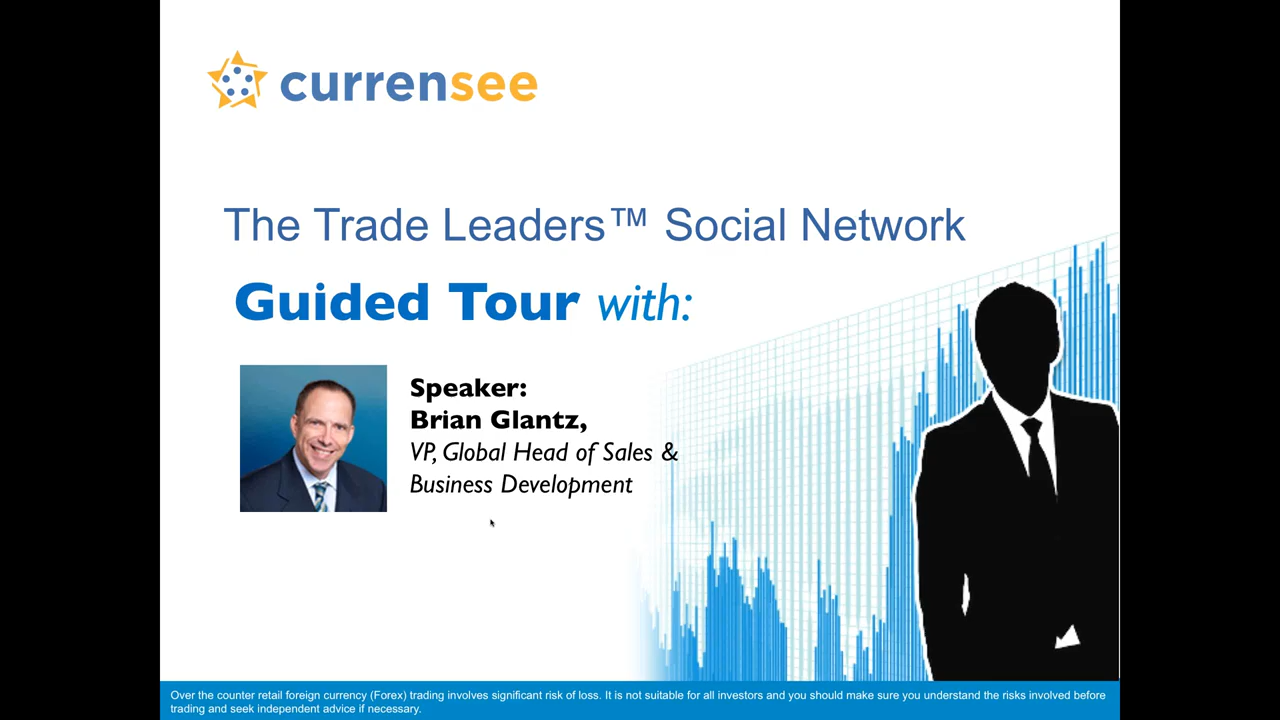 currensee
The Trade Leaders™ Social Network
Guided Tour with:
Speaker:
Brian Glantz,
VP, Global Head of Sales &
Business Development
Over the counter retail foreign currency (Forex) trading involves significant risk of loss. It is not suitable for all investors and you should make sure you understand the risks involved before
trading and seek independent advice if necessary.